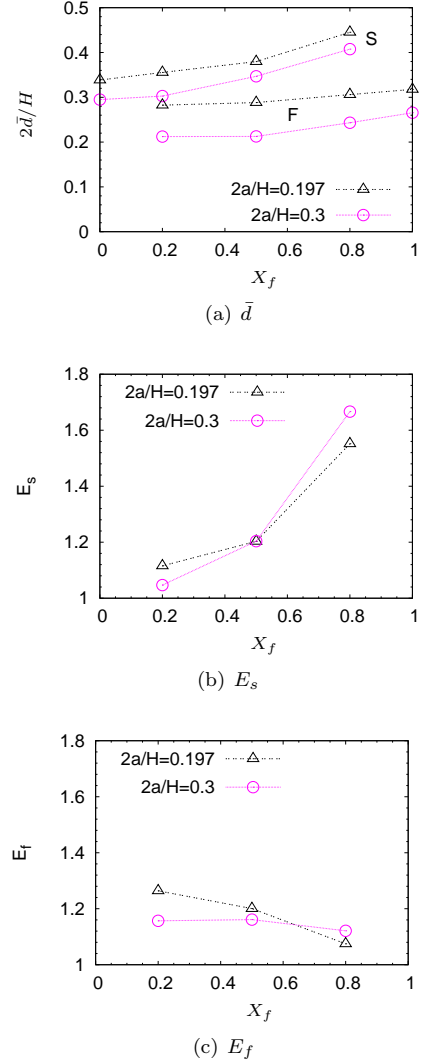 0.5
0.4
0.3
0.2
0.1
0
2d̄/H
S
F
2a/H=0.197
2a/H=0.3
0 0.2 0.4 0.6 0.8 1
X_f
(a) d̄
1.8
1.6
1.4
1.2
1
E_s
2a/H=0.197
2a/H=0.3
0 0.2 0.4 0.6 0.8 1
X_f
(b) E_s
1.8
1.6
1.4
1.2
1
E_f
2a/H=0.197
2a/H=0.3
0 0.2 0.4 0.6 0.8 1
X_f
(c) E_f